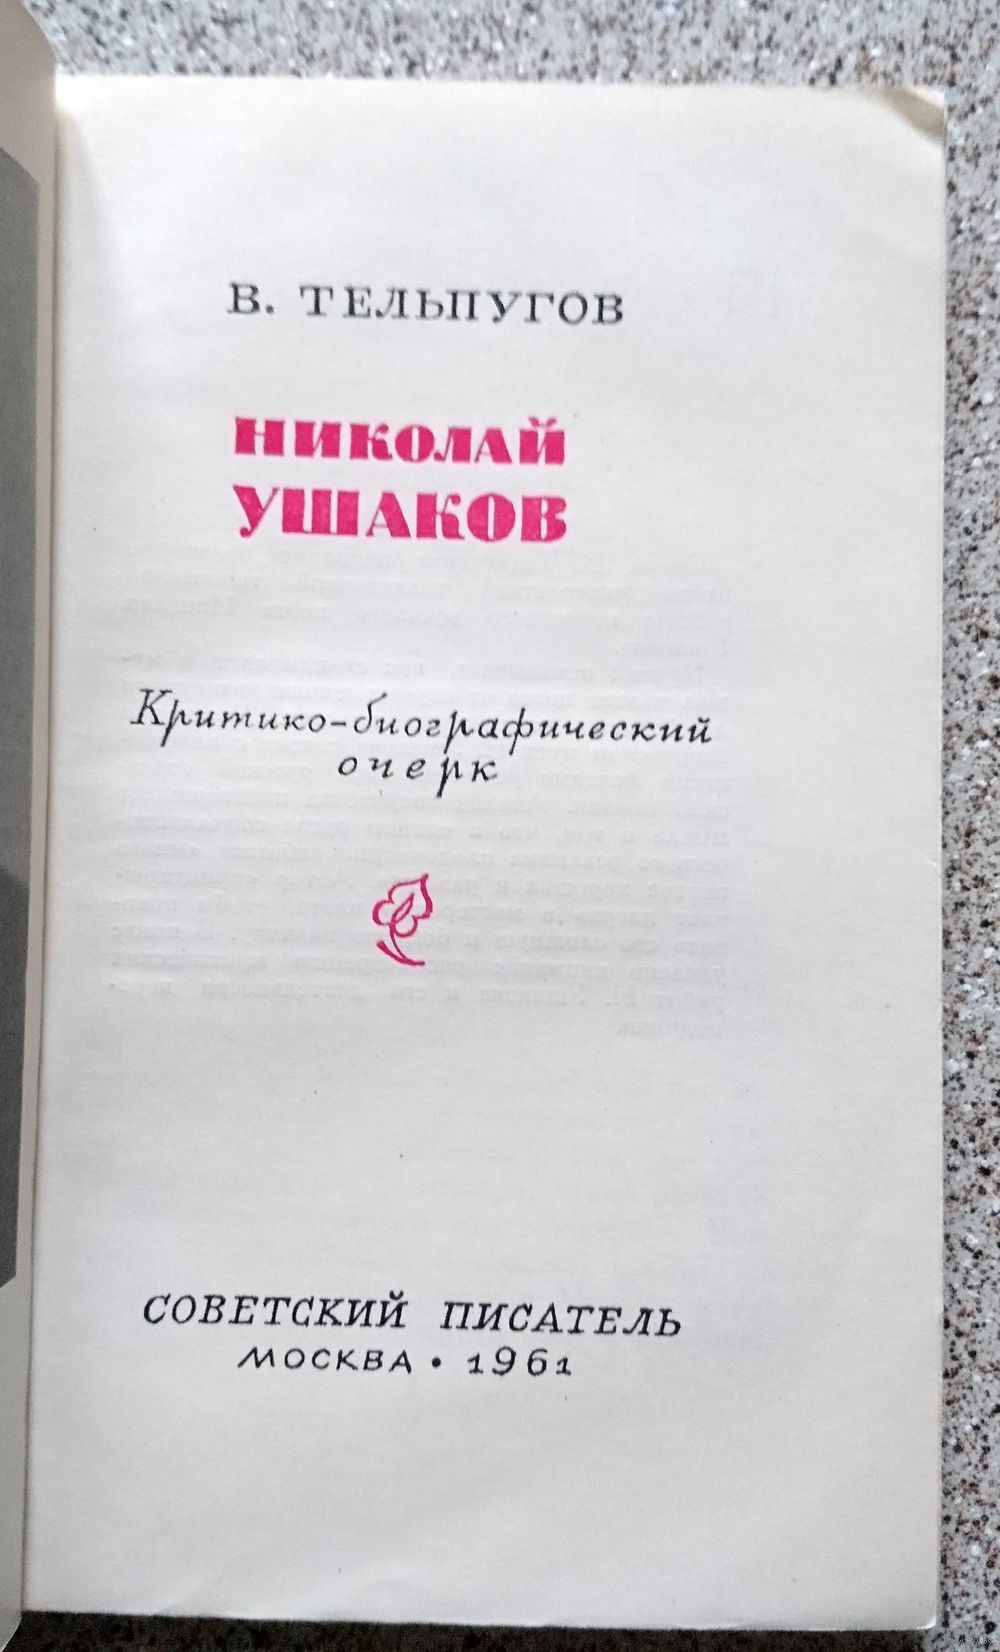 В. ТЕЛЬПУГОВ
НИКОЛАЙ
УШАКОВ
Критико-биографический
очерк
СОВЕТСКИЙ ПИСАТЕЛЬ
МОСКВА • 1961